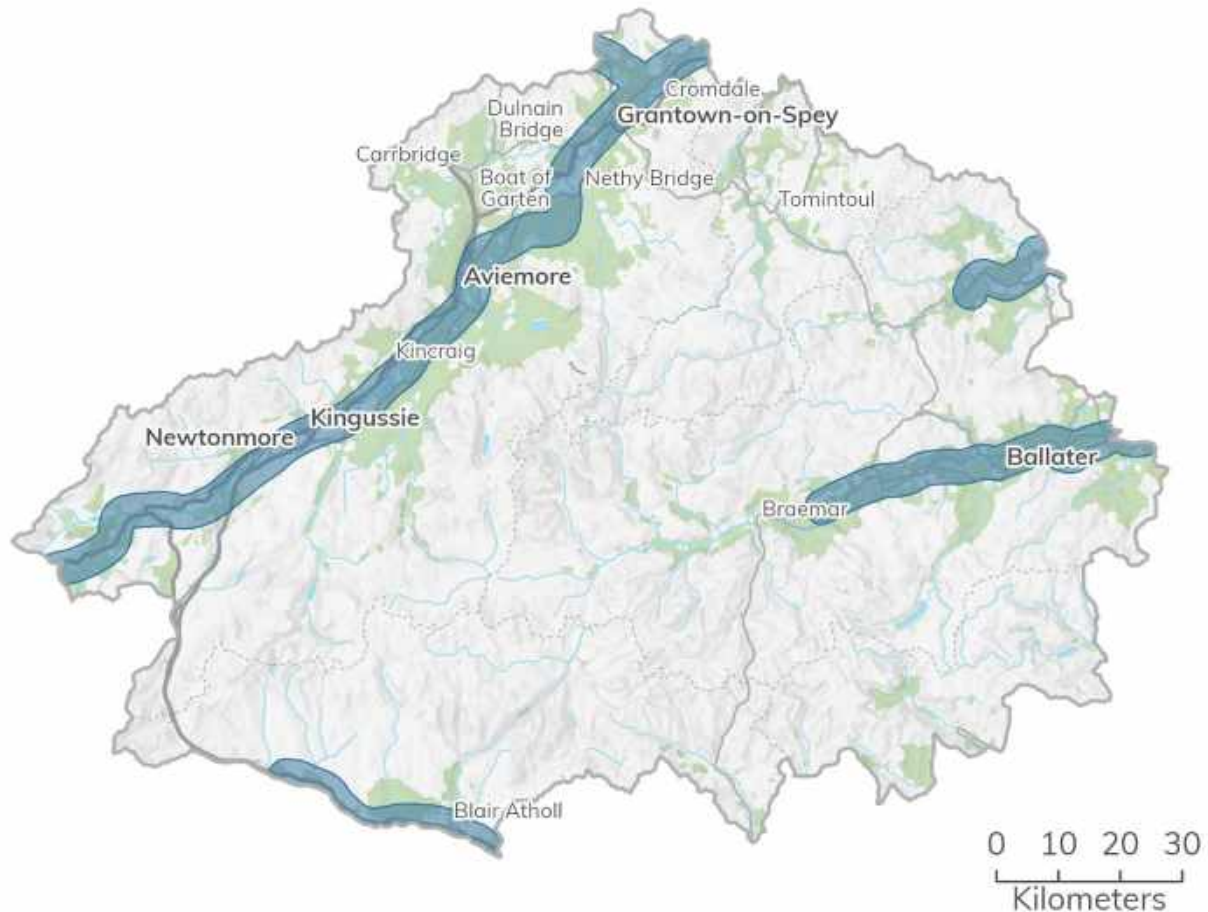 Cromdale
Dulnain
Bridge
Grantown-on-Spey
Carrbridge
Boat of
Garten
Nethy Bridge
Tomintoul
Aviemore
Kincraig
Kingussie
Newtonmore
Ballater
Braemar
Blair Atholl
0 10 20 30
Kilometers